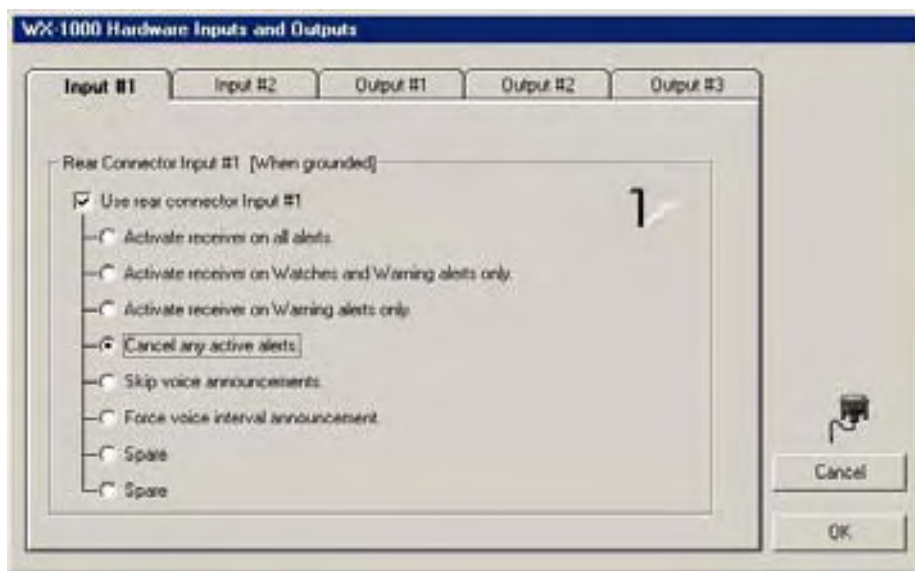 WX-1000 Hardware Inputs and Outputs
Input #1
Input #2
Output #1
Output #2
Output #3
Rear Connector Input #1 [When grounded]
Use rear connector Input #1
1
Activate receiver on all alerts.
Activate receiver on Watches and Warning alerts only.
Activate receiver on Warning alerts only.
Cancel any active alerts.
Skip voice announcements.
Force voice interval announcement.
Spare
Spare
Cancel
OK